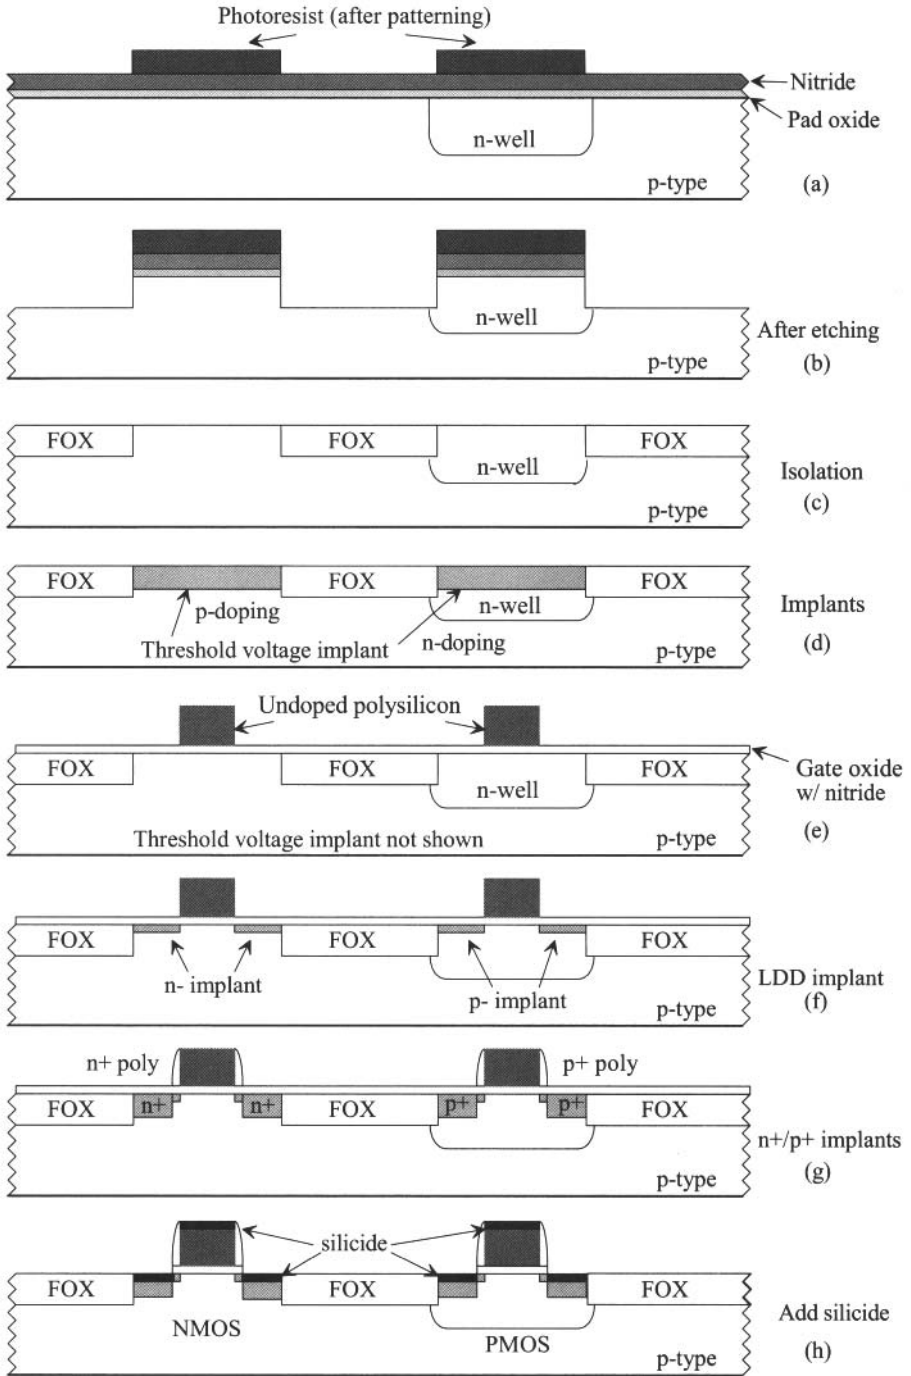 Photoresist (after patterning)
Nitride
Pad oxide
n-well
p-type
(a)
n-well
After etching
p-type
(b)
FOX
FOX
FOX
n-well
Isolation
p-type
(c)
FOX
FOX
FOX
p-doping
n-well
Implants
Threshold voltage implant
n-doping
p-type
(d)
Undoped polysilicon
FOX
FOX
FOX
Gate oxide
w/ nitride
n-well
Threshold voltage implant not shown
p-type
(e)
FOX
FOX
FOX
n- implant
p- implant
LDD implant
p-type
(f)
n+ poly
p+ poly
FOX
n+
n+
FOX
p+
p+
FOX
n+/p+ implants
p-type
(g)
silicide
FOX
FOX
FOX
NMOS
PMOS
Add silicide
p-type
(h)